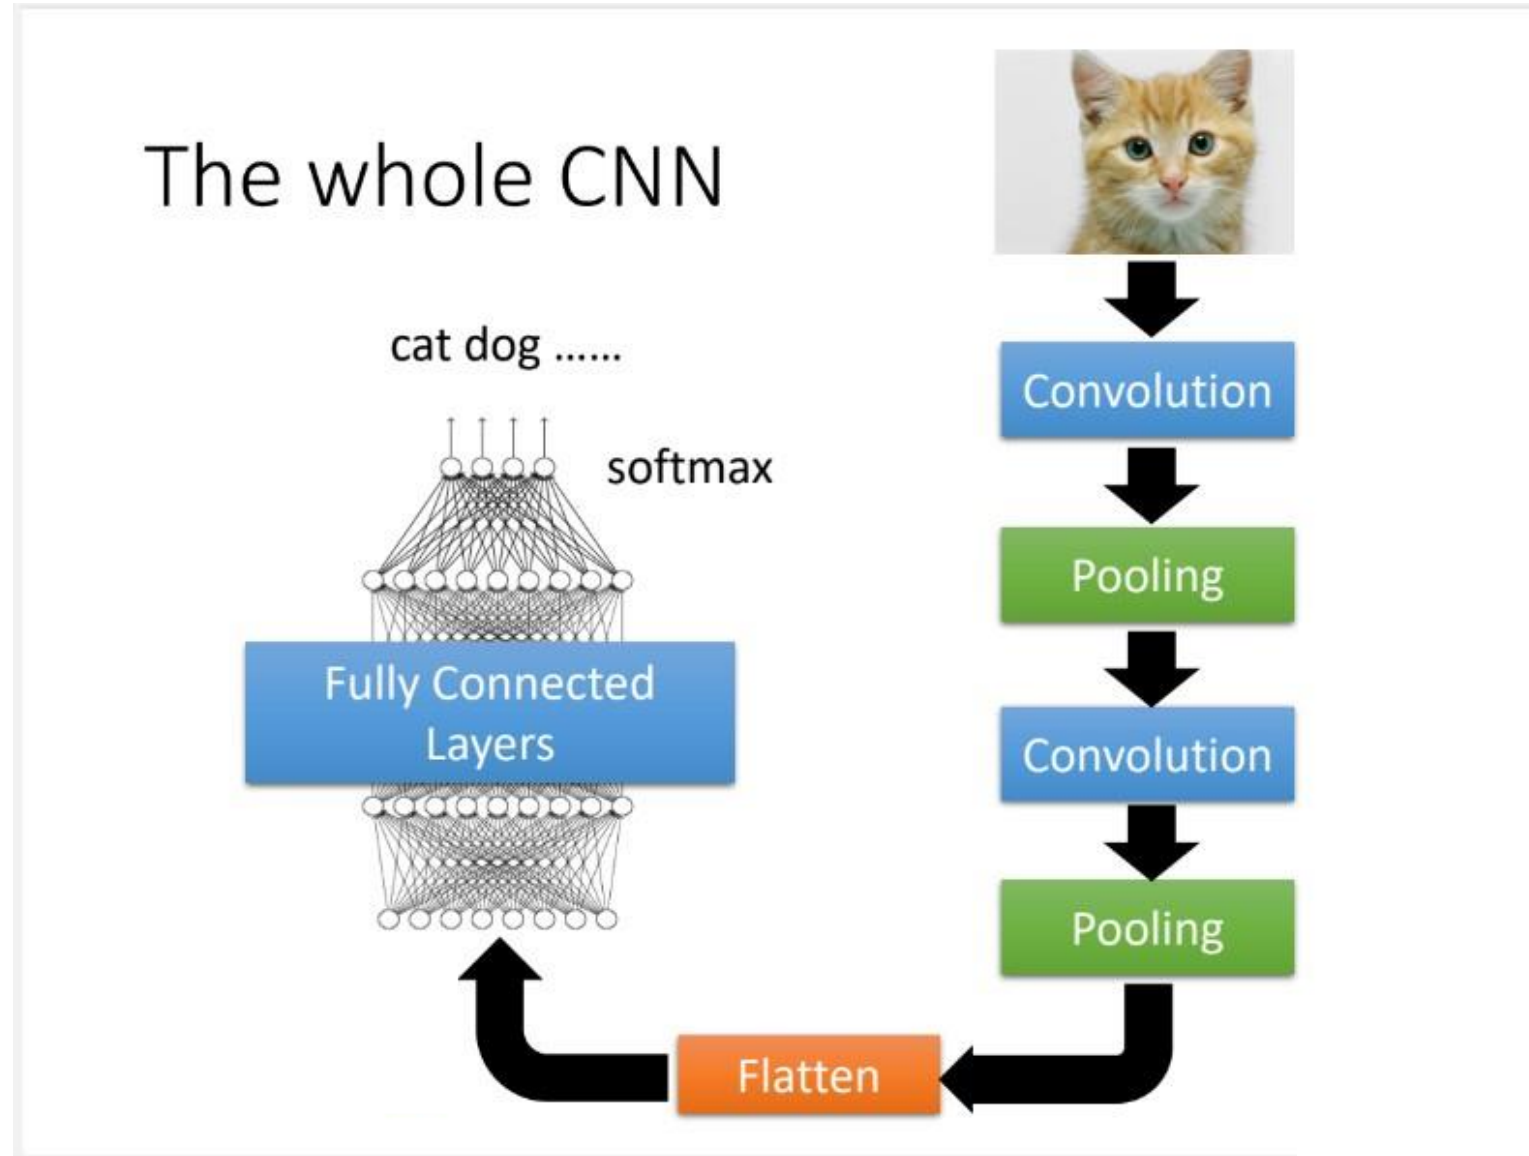 The whole CNN
cat dog ......
softmax
Fully Connected
Layers
Convolution
Pooling
Convolution
Pooling
Flatten